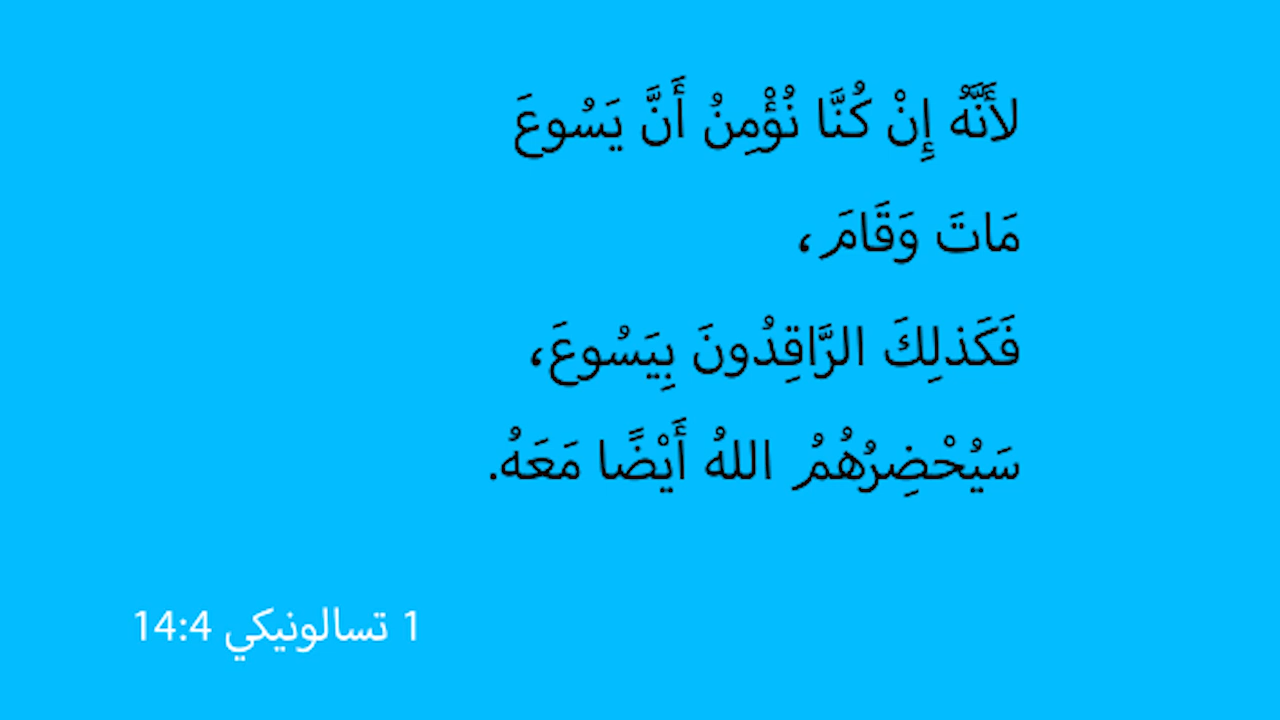 لأَنَّهُ إِنْ كُنَّا نُؤْمِنُ أَنَّ يَسُوعَ
مَاتَ وَقَامَ،
فَكَذلِكَ الرَّاقِدُونَ بِيَسُوعَ،
سَيُحْضِرُهُمُ اللهُ أَيْضًا مَعَهُ.
1 تسالونيكي 14:4